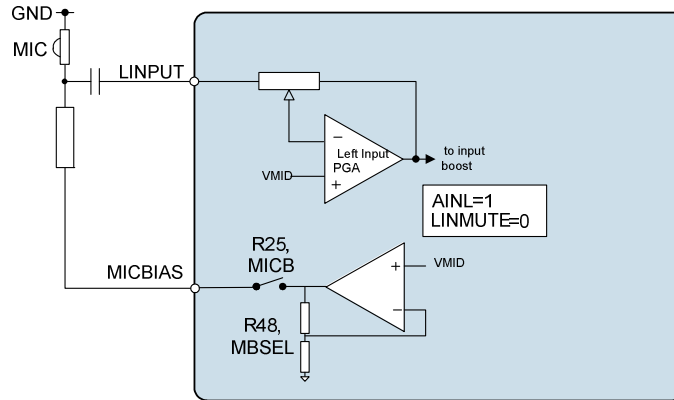 GND
MIC
LINPUT
Left Input
PGA
VMID
−
+
to input
boost
AINL=1
LINMUTE=0
MICBIAS
R25,
MICB
R48,
MBSEL
+
−
VMID